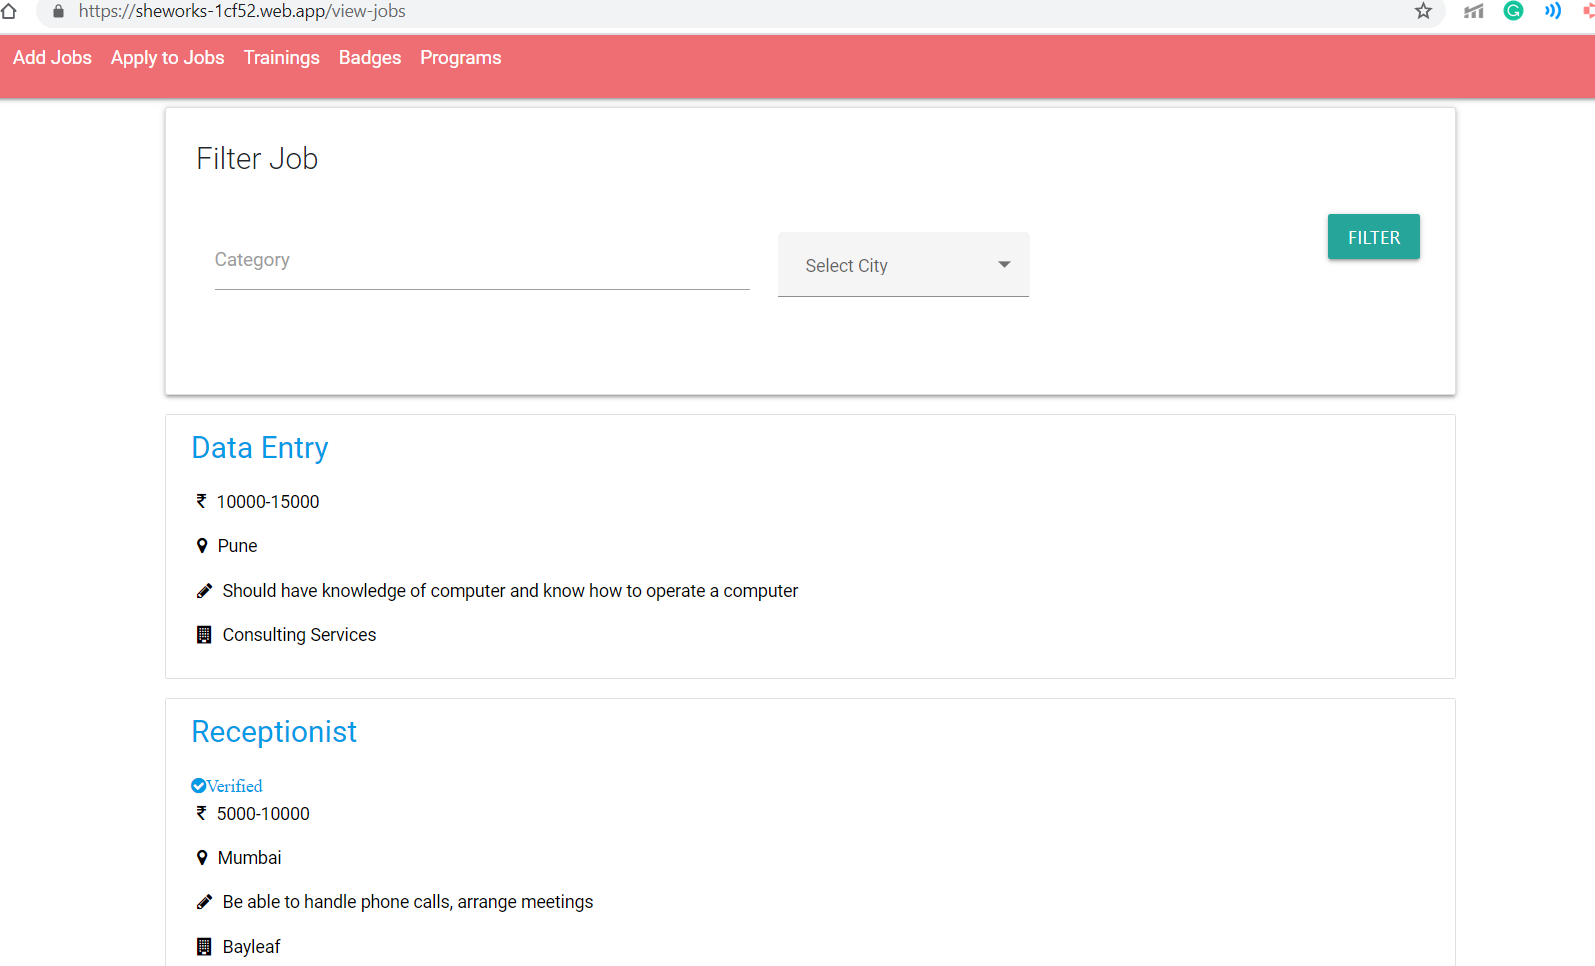 https://sheworks-1cf52.web.app/view-jobs
Add Jobs Apply to Jobs Trainings Badges Programs
Filter Job
Category
Select City
FILTER
Data Entry
₹ 10000-15000
Pune
Should have knowledge of computer and know how to operate a computer
Consulting Services
Receptionist
Verified
₹ 5000-10000
Mumbai
Be able to handle phone calls, arrange meetings
Bayleaf